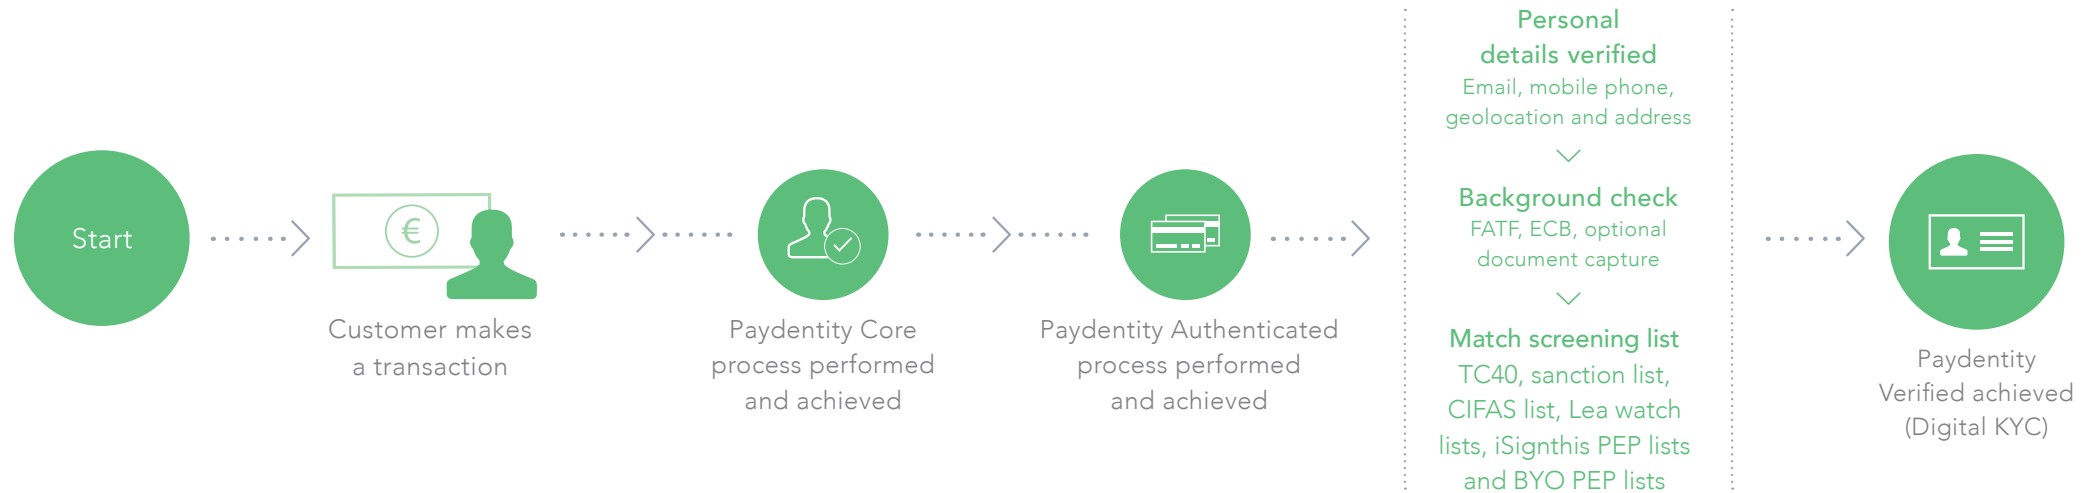 Start
Customer makes
a transaction
€
Paydentity Core
process performed
and achieved
Paydentity Authenticated
process performed
and achieved
Personal
details verified
Email, mobile phone,
geolocation and address
Background check
FATF, ECB, optional
document capture
Match screening list
TC40, sanction list,
CIFAS list, Lea watch
lists, iSignthis PEP lists
and BYO PEP lists
Paydentity
Verified achieved
(Digital KYC)